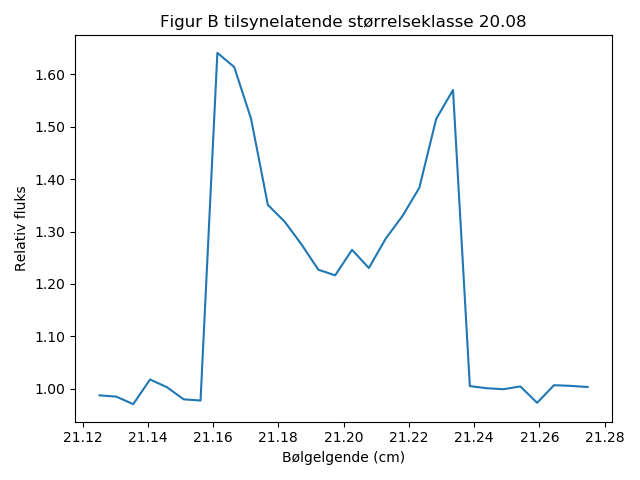 Figur B tilsynelatende størrelseklasse 20.08
Relativ fluks
1.60
1.50
1.40
1.30
1.20
1.10
1.00
21.12 21.14 21.16 21.18 21.20 21.22 21.24 21.26 21.28
Bølgelgende (cm)